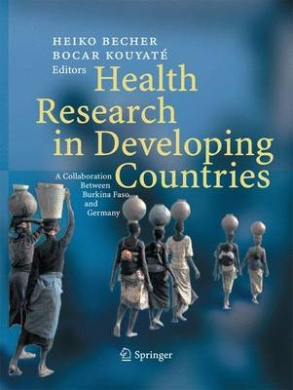 HEIKO BECHER
BOCAR KOUYATÉ
Editors
Health
Research
in Developing
Countries
A Collaboration
Between
Burkina Faso
and
Germany
Springer